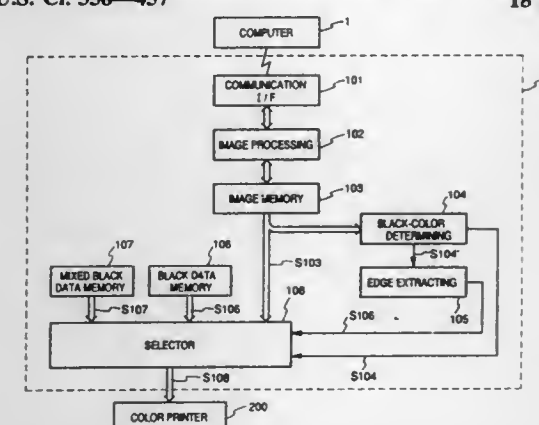 U.S. Cl. 358—457
18
COMPUTER
1
COMMUNICATION
I/F
101
IMAGE PROCESSING
102
IMAGE MEMORY
103
104
BLACK-COLOR
DETERMINING
107
106
S104'
MIXED BLACK
DATA MEMORY
BLACK DATA
MEMORY
S103
EDGE EXTRACTING
S107
S106
108
105
SELECTOR
S106
S104
S108
COLOR PRINTER
200